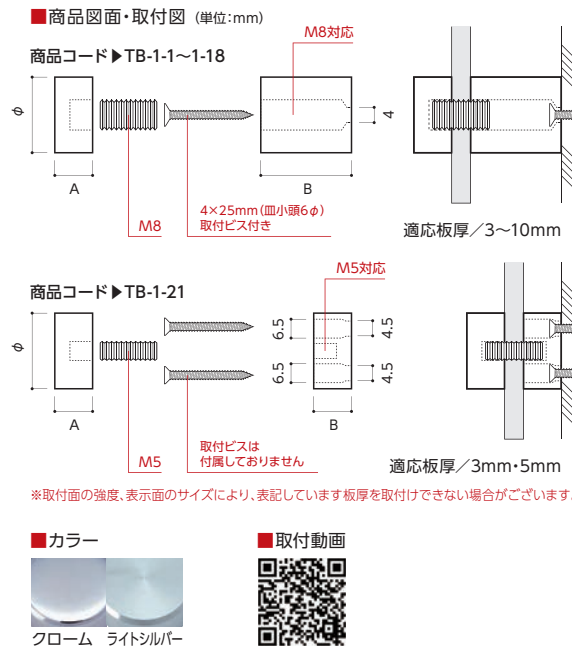 ■商品図面・取付図 (単位:mm)
商品コード▶TB-1-1〜1-18
M8対応
φ
A
M8
4×25mm(皿小頭6φ)
取付ビス付き
4
B
適応板厚/3〜10mm
商品コード▶TB-1-21
M5対応
φ
A
M5
取付ビスは
付属しておりません
6.5
6.5
4.5
4.5
B
適応板厚/3mm・5mm
※取付面の強度、表示面のサイズにより、表記しています板厚を取付けできない場合がございます。
■カラー
クローム
ライトシルバー
■取付動画